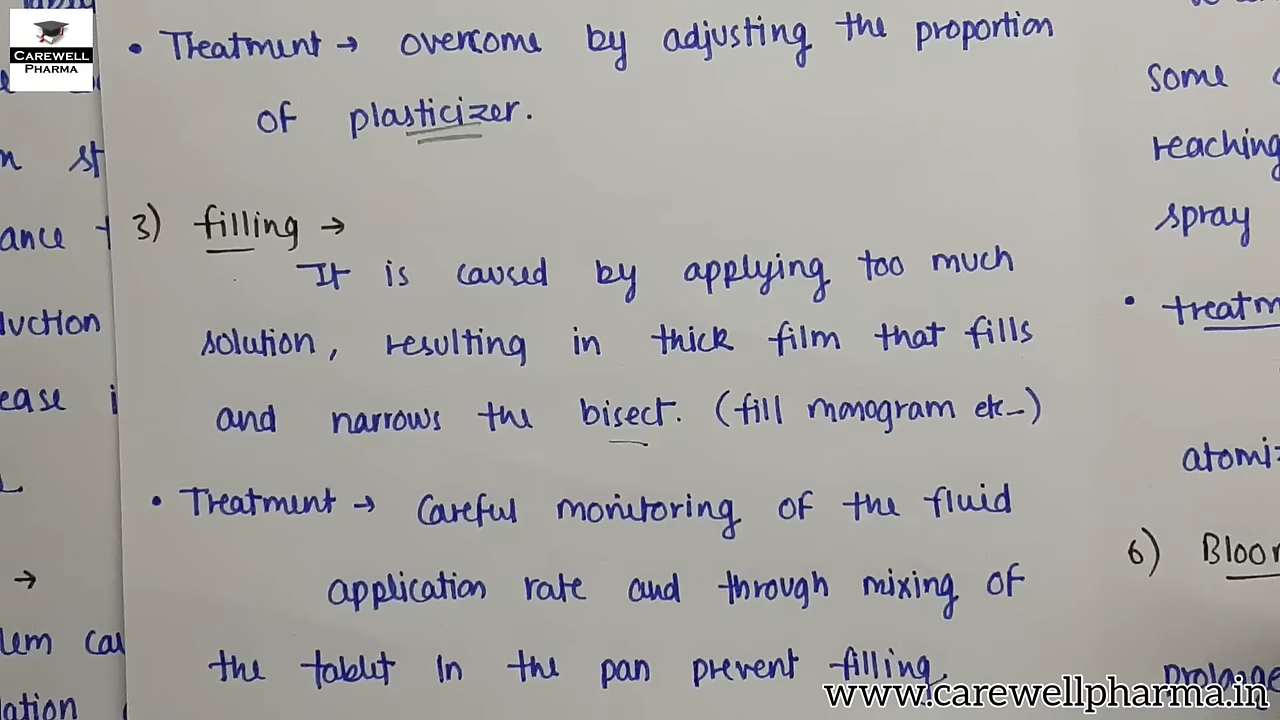 CAREWELL
PHARMA
• Treatment → overcome by adjusting the proportion
of plasticizer.
3) filling →
It is caused by applying too much
solution, resulting in thick film that fills
and narrows the bisect. (fill monogram etc-)
• Treatment → Careful monitoring of the fluid
application rate and through mixing of
the tablet in the pan prevent filling.
some
reaching
spray
•
6)
www.carewellpharma.in